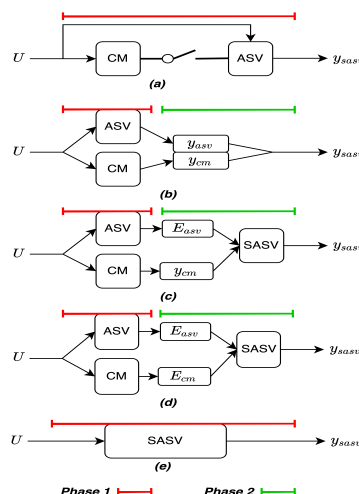 U CM ASV y_sasv
(a)
ASV
U y_asv y_sasv
CM y_cm
(b)
ASV E_asv
U SASV y_sasv
CM y_cm
(c)
ASV E_asv
U SASV y_sasv
CM E_cm
(d)
U SASV y_sasv
(e)
Phase 1 Phase 2